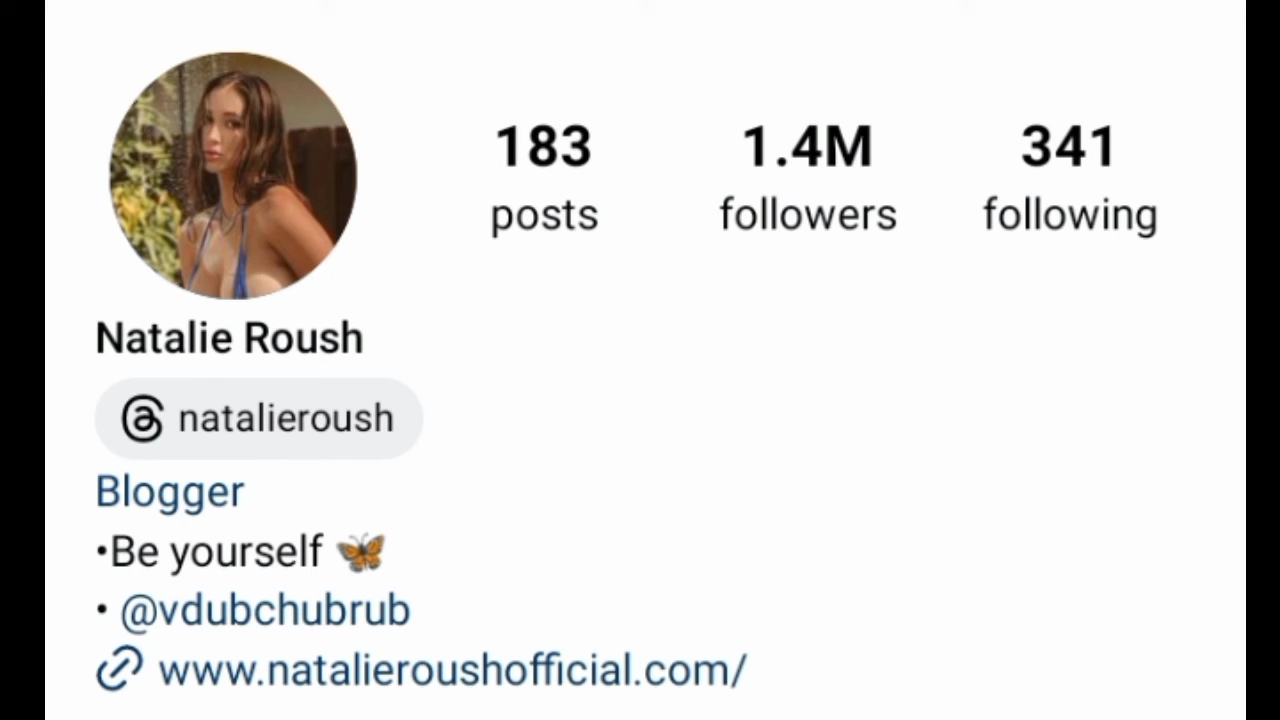 183 1.4M 341
posts followers following
Natalie Roush
natalieroush
Blogger
•Be yourself 🦋
• @vdubchubrub
www.natalieroushofficial.com/